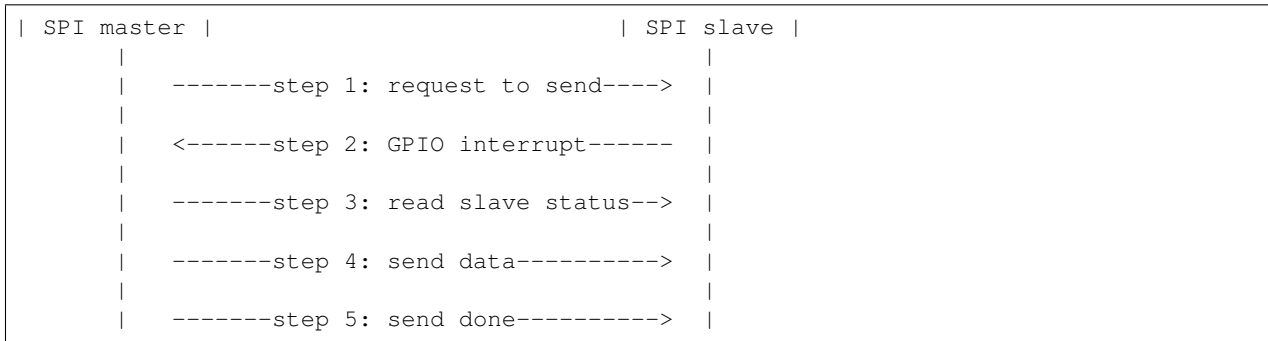 | SPI master |                                 | SPI slave |
       |                                             |
       |   -------step 1: request to send---->  |
       |                                             |
       |   <------step 2: GPIO interrupt------  |
       |                                             |
       |   -------step 3: read slave status-->  |
       |                                             |
       |   -------step 4: send data---------->  |
       |                                             |
       |   -------step 5: send done---------->  |